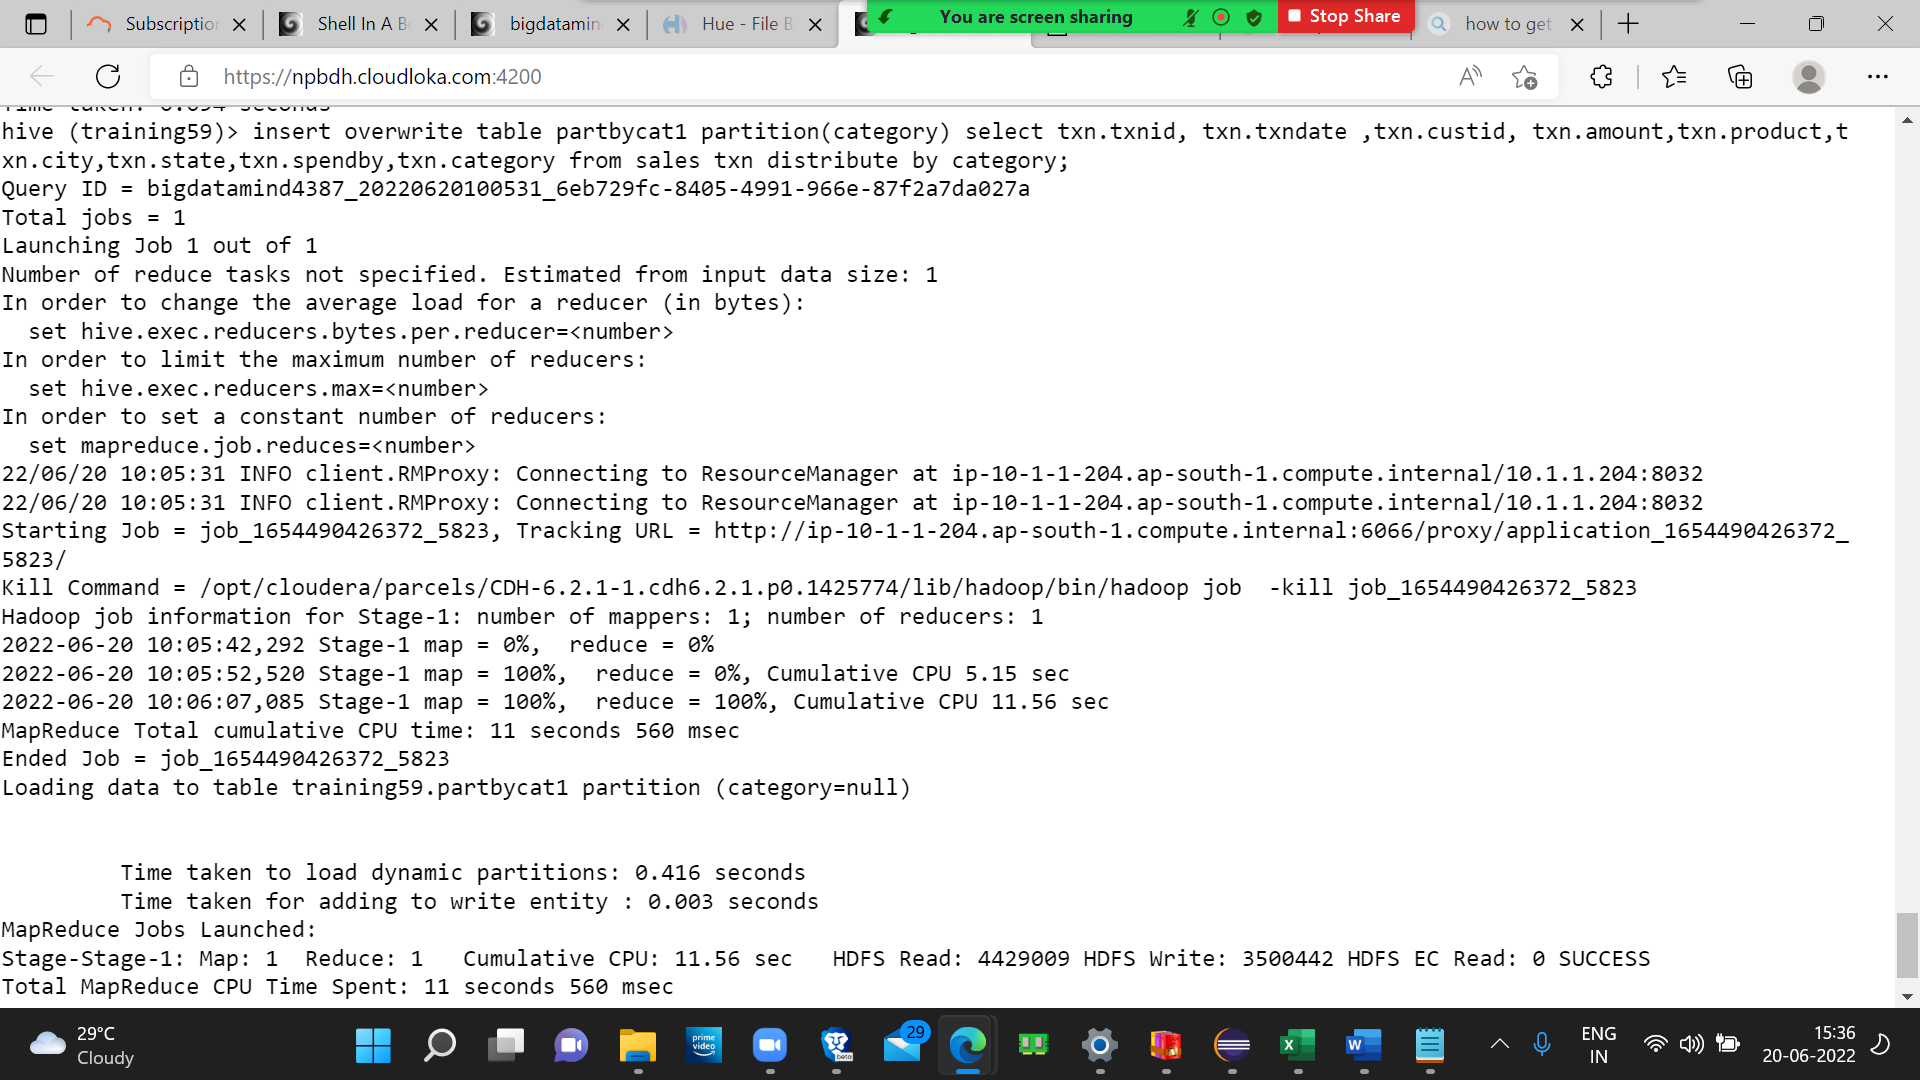 Subscription
Shell In A B
bigdatamin
Hue - File B
You are screen sharing
Stop Share
how to get
https://npbdh.cloudloka.com:4200
Time taken: 0.094 seconds
hive (training59)> insert overwrite table partbycat1 partition(category) select txn.txnid, txn.txndate ,txn.custid, txn.amount,txn.product,t
xn.city,txn.state,txn.spendby,txn.category from sales txn distribute by category;
Query ID = bigdatamind4387_20220620100531_6eb729fc-8405-4991-966e-87f2a7da027a
Total jobs = 1
Launching Job 1 out of 1
Number of reduce tasks not specified. Estimated from input data size: 1
In order to change the average load for a reducer (in bytes):
  set hive.exec.reducers.bytes.per.reducer=<number>
In order to limit the maximum number of reducers:
  set hive.exec.reducers.max=<number>
In order to set a constant number of reducers:
  set mapreduce.job.reduces=<number>
22/06/20 10:05:31 INFO client.RMProxy: Connecting to ResourceManager at ip-10-1-1-204.ap-south-1.compute.internal/10.1.1.204:8032
22/06/20 10:05:31 INFO client.RMProxy: Connecting to ResourceManager at ip-10-1-1-204.ap-south-1.compute.internal/10.1.1.204:8032
Starting Job = job_1654490426372_5823, Tracking URL = http://ip-10-1-1-204.ap-south-1.compute.internal:6066/proxy/application_1654490426372_
5823/
Kill Command = /opt/cloudera/parcels/CDH-6.2.1-1.cdh6.2.1.p0.1425774/lib/hadoop/bin/hadoop job  -kill job_1654490426372_5823
Hadoop job information for Stage-1: number of mappers: 1; number of reducers: 1
2022-06-20 10:05:42,292 Stage-1 map = 0%,  reduce = 0%
2022-06-20 10:05:52,520 Stage-1 map = 100%,  reduce = 0%, Cumulative CPU 5.15 sec
2022-06-20 10:06:07,085 Stage-1 map = 100%,  reduce = 100%, Cumulative CPU 11.56 sec
MapReduce Total cumulative CPU time: 11 seconds 560 msec
Ended Job = job_1654490426372_5823
Loading data to table training59.partbycat1 partition (category=null)
Time taken to load dynamic partitions: 0.416 seconds
Time taken for adding to write entity : 0.003 seconds
MapReduce Jobs Launched:
Stage-Stage-1: Map: 1  Reduce: 1   Cumulative CPU: 11.56 sec   HDFS Read: 4429009 HDFS Write: 3500442 HDFS EC Read: 0 SUCCESS
Total MapReduce CPU Time Spent: 11 seconds 560 msec
29°C
Cloudy
prime video
beta
29
ENG
IN
15:36
20-06-2022